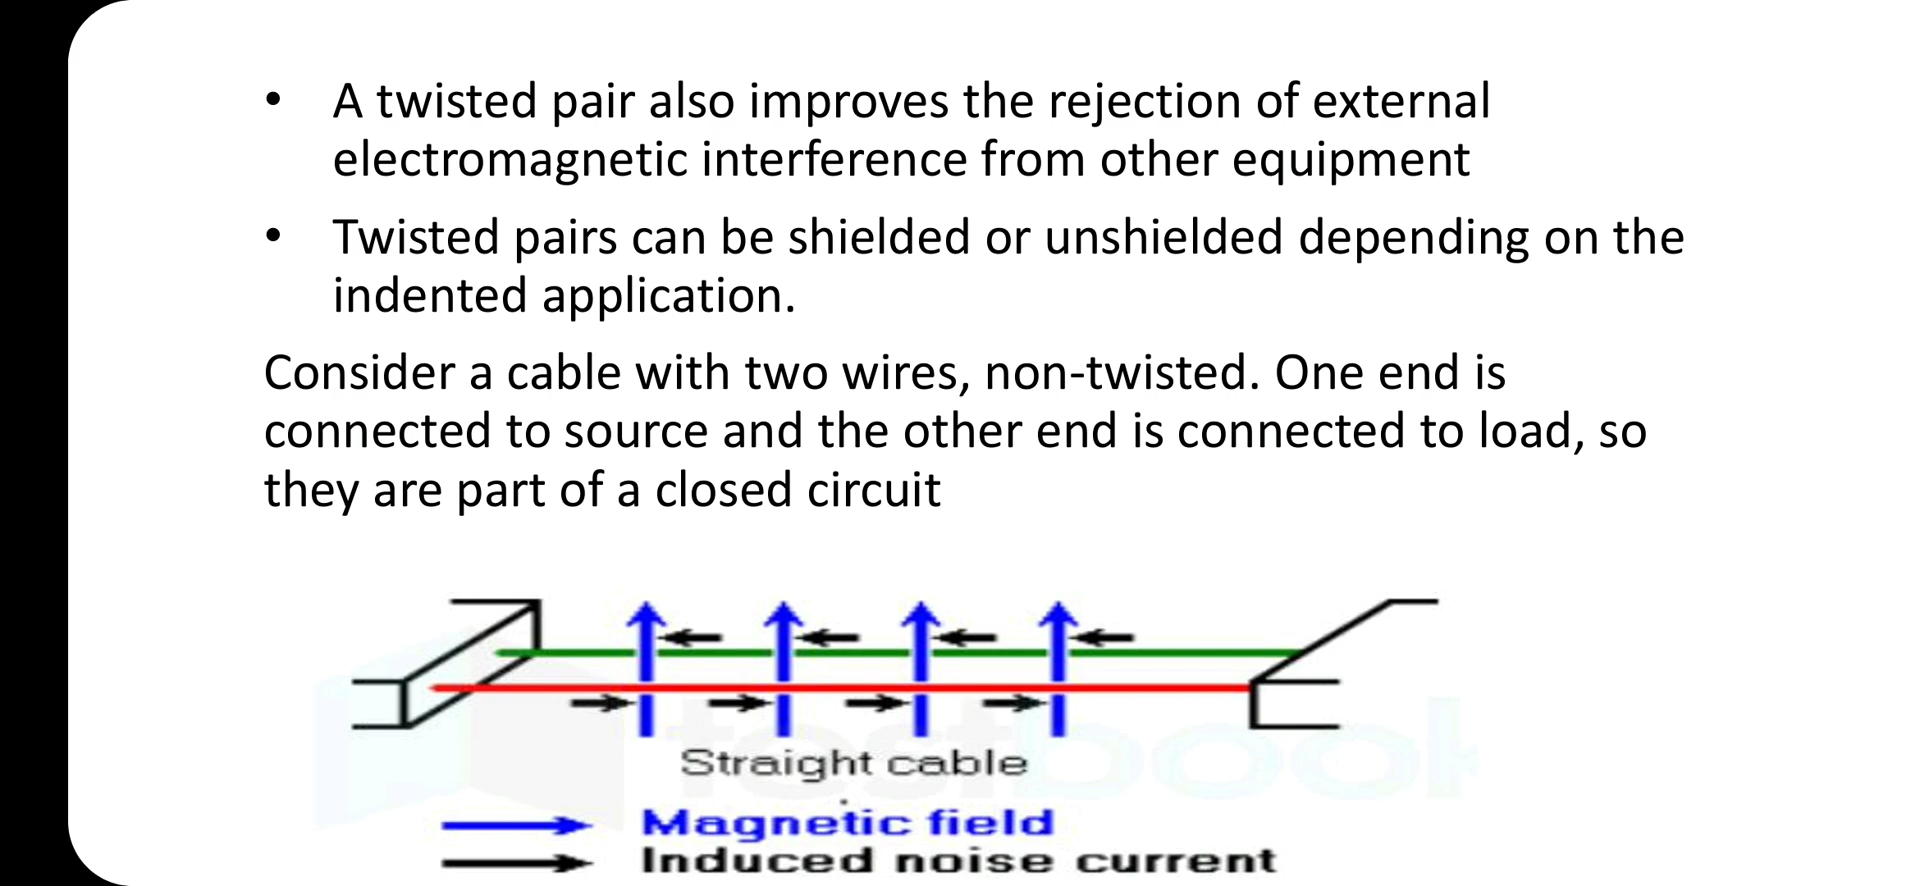 • A twisted pair also improves the rejection of external
electromagnetic interference from other equipment
• Twisted pairs can be shielded or unshielded depending on the
indented application.
Consider a cable with two wires, non-twisted. One end is
connected to source and the other end is connected to load, so
they are part of a closed circuit
testbook
Straight cable
Magnetic field
Induced noise current